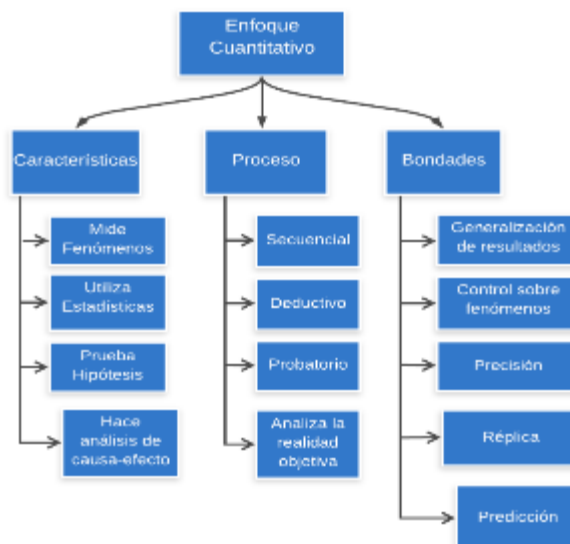 Enfoque
Cuantitativo
Características
Proceso
Bondades
Mide
Fenómenos
Utiliza
Estadísticas
Prueba
Hipótesis
Hace
análisis de
causa-efecto
Secuencial
Deductivo
Probatorio
Analiza la
realidad
objetiva
Generalización
de resultados
Control sobre
fenómenos
Precisión
Réplica
Predicción